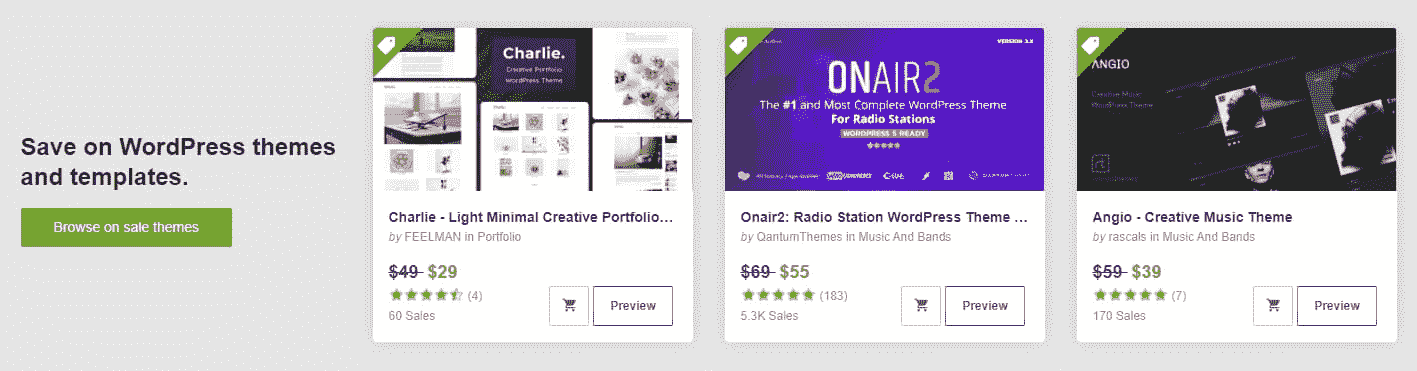 Save on WordPress themes
and templates.
Browse on sale themes
Charlie.
Creative Portfolio
WordPress Theme
Charlie - Light Minimal Creative Portfolio...
by FEELMAN in Portfolio
$49 $29
(4)
60 Sales
Preview
VERSION 3.8
ONAIR2
The #1 and Most Complete WordPress Theme
For Radio Stations
WORDPRESS 5 READY
Onair2: Radio Station WordPress Theme ...
by QantumThemes in Music And Bands
$69 $55
(183)
5.3K Sales
Preview
ANGIO
Creative Music
WordPress Theme
Angio - Creative Music Theme
by rascals in Music And Bands
$59 $39
(7)
170 Sales
Preview